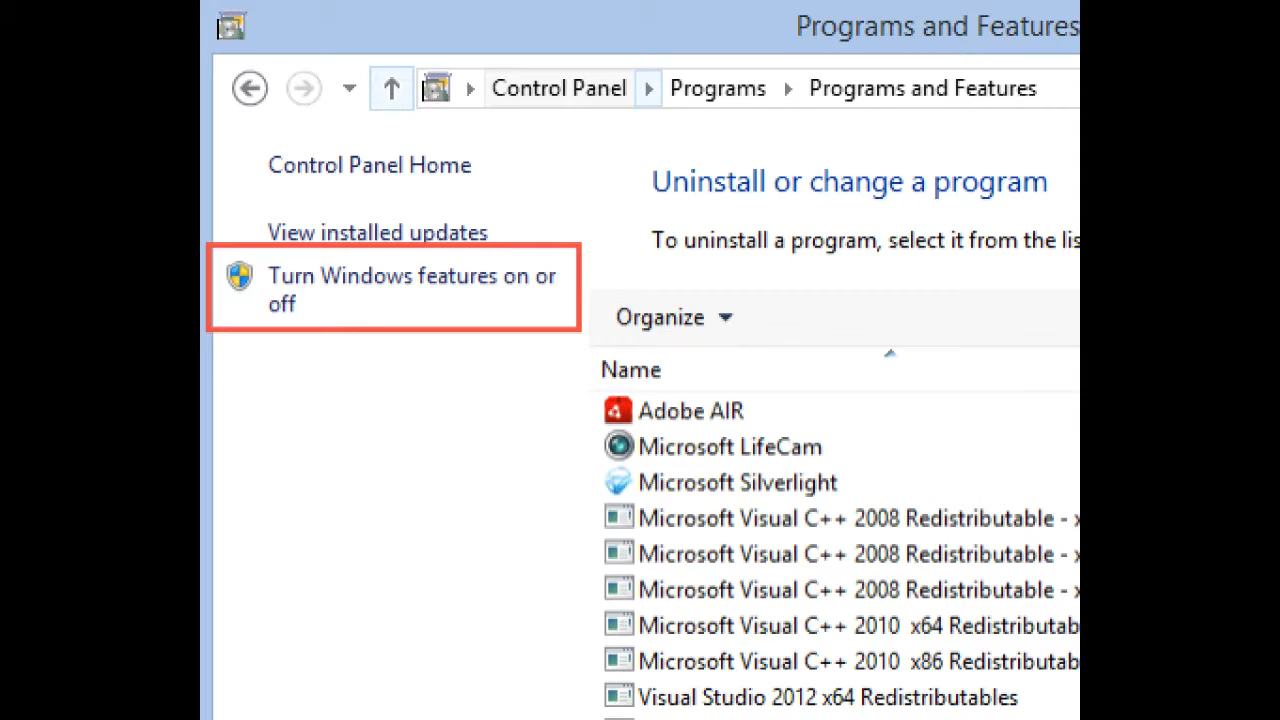 Programs and Features
Control Panel Programs Programs and Features
Control Panel Home
View installed updates
Turn Windows features on or
off
Uninstall or change a program
To uninstall a program, select it from the lis
Organize
Name
Adobe AIR
Microsoft LifeCam
Microsoft Silverlight
Microsoft Visual C++ 2008 Redistributable - x
Microsoft Visual C++ 2008 Redistributable - x
Microsoft Visual C++ 2008 Redistributable - x
Microsoft Visual C++ 2010 x64 Redistributab
Microsoft Visual C++ 2010 x86 Redistributab
Visual Studio 2012 x64 Redistributables